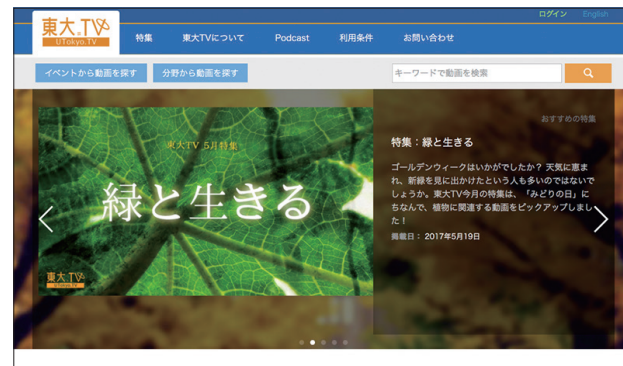 ログイン English
東大.TV
UTokyo.TV
特集 東大TVについて Podcast 利用条件 お問い合わせ
イベントから動画を探す 分野から動画を探す キーワードで動画を検索
おすすめの特集
東大TV 5月特集
緑と生きる
東大.TV
UTokyo.TV
特集：緑と生きる
ゴールデンウィークはいかがでしたか？ 天気に恵ま
れ、新緑を見に出かけたという人も多いのではないで
しょうか。東大TV今月の特集は、「みどりの日」に
ちなんで、植物に関連する動画をピックアップしまし
た！
掲載日： 2017年5月19日